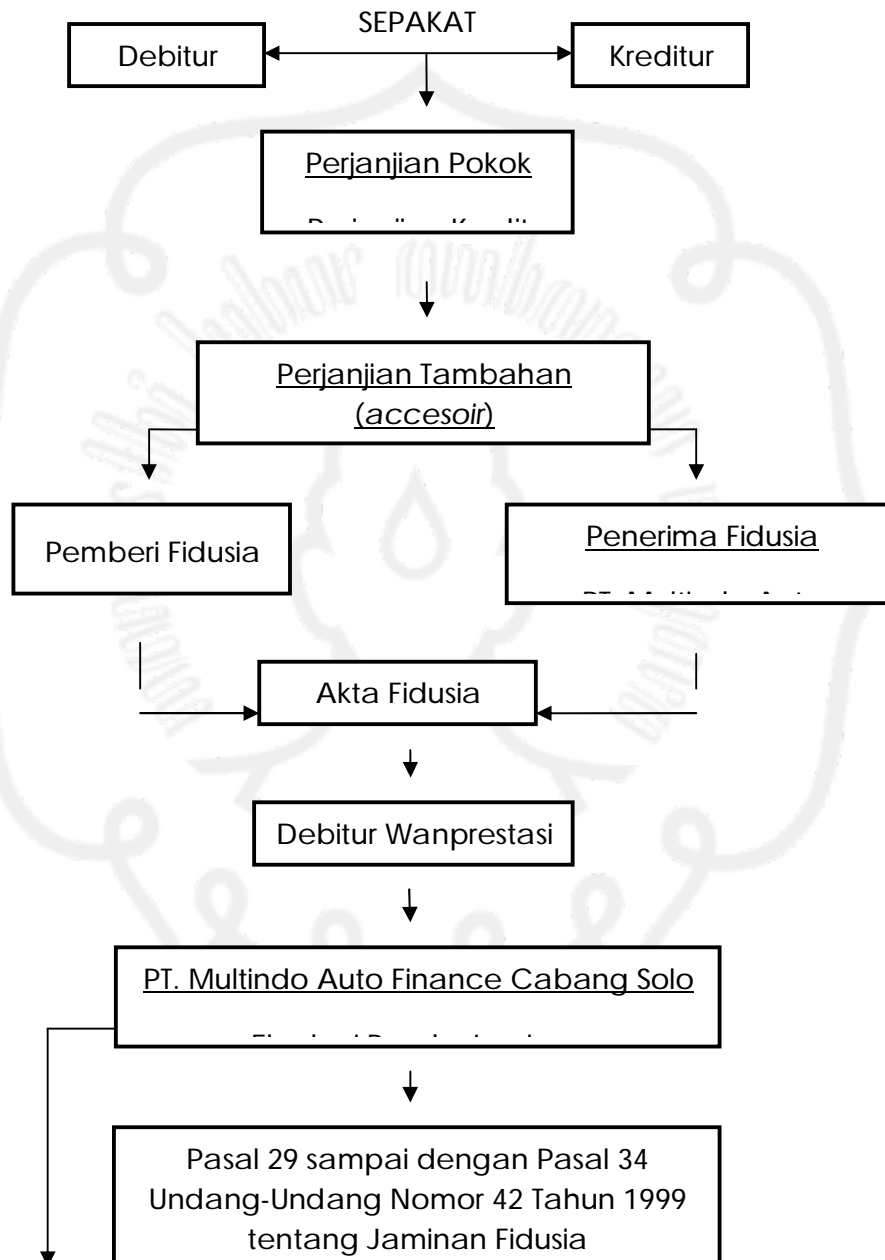 SEPAKAT
Debitur
Kreditur
Perjanjian Pokok
Perjanjian Tambahan
(accesoir)
Pemberi Fidusia
Penerima Fidusia
Akta Fidusia
Debitur Wanprestasi
PT. Multindo Auto Finance Cabang Solo
Pasal 29 sampai dengan Pasal 34
Undang-Undang Nomor 42 Tahun 1999
tentang Jaminan Fidusia